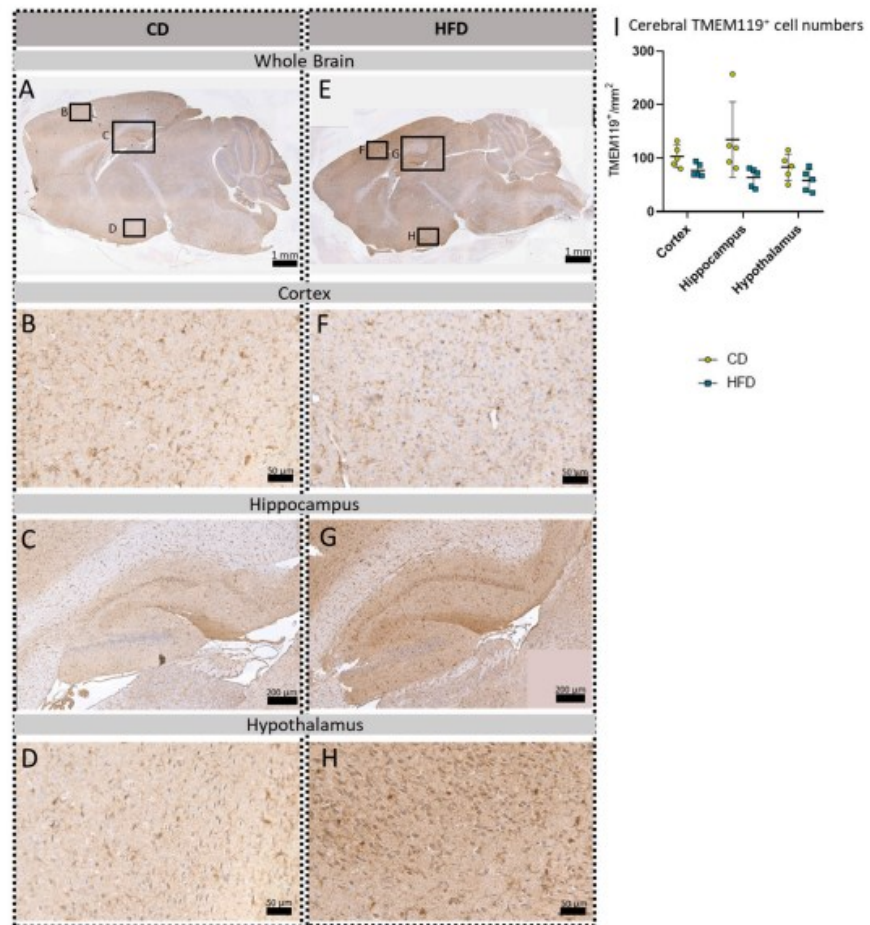 CD
HFD
Whole Brain
A
B
C
D
1 mm
E
F
G
H
1 mm
Cortex
B
50 µm
F
50 µm
Hippocampus
C
200 µm
G
200 µm
Hypothalamus
D
50 µm
H
50 µm
I Cerebral TMEM119⁺ cell numbers
TMEM119⁺/mm²
300
200
100
0
Cortex
Hippocampus
Hypothalamus
CD
HFD